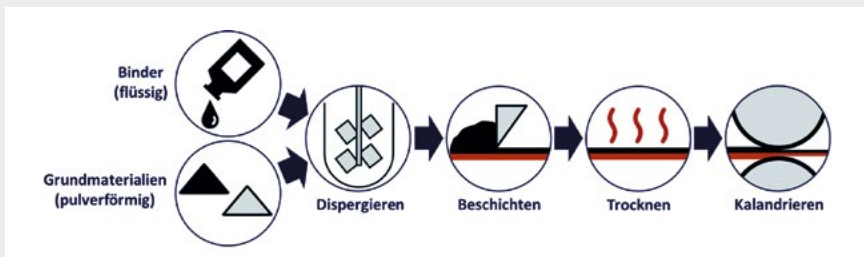 Binder
(flüssig)
Grundmaterialien
(pulverförmig)
Dispergieren
Beschichten
Trocknen
Kalandrieren